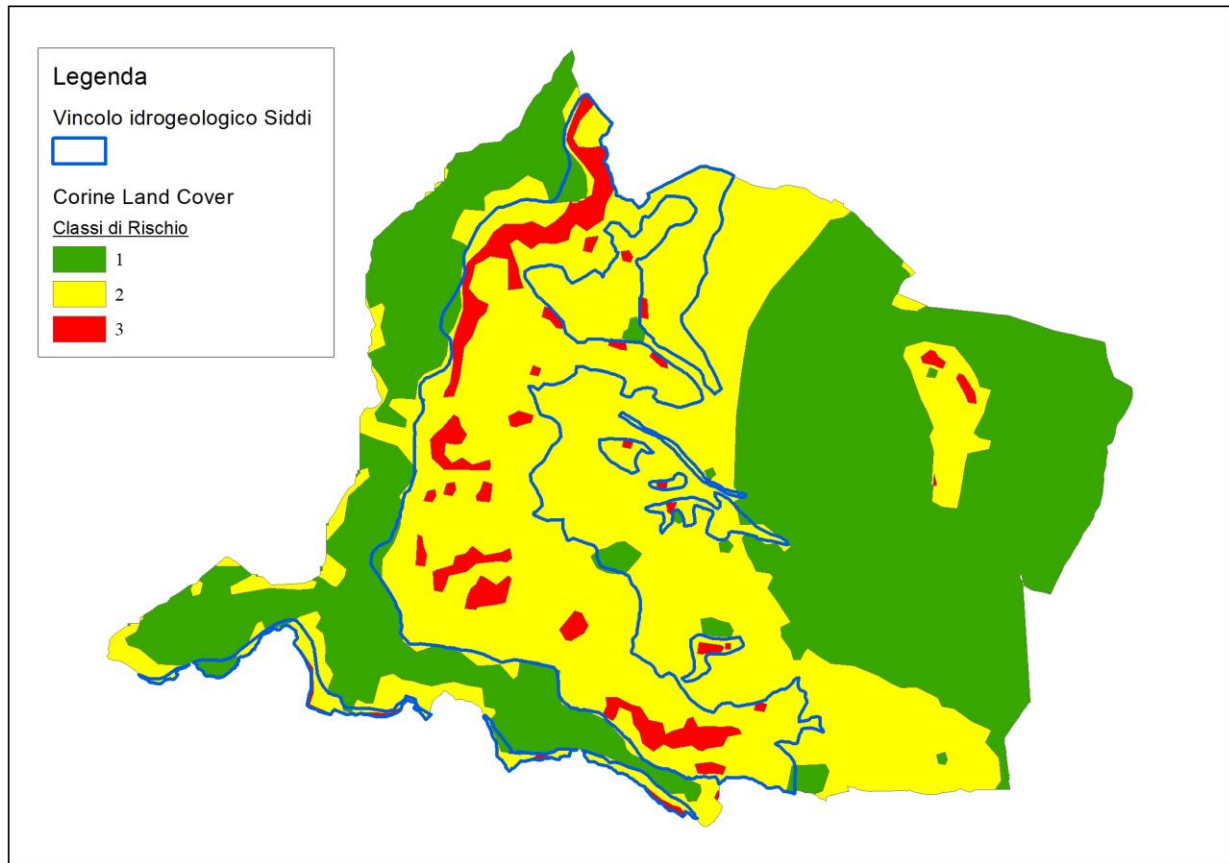 Legenda
Vincolo idrogeologico Siddi
Corine Land Cover
Classi di Rischio
1
2
3